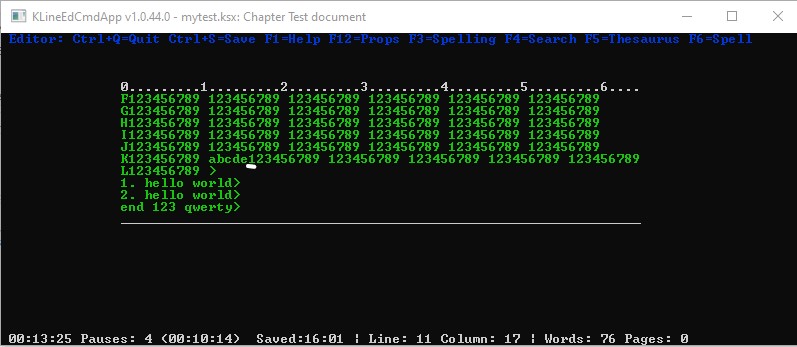 KLineEdCmdApp v1.0.44.0 - mytest.ksx: Chapter Test document
Editor: Ctrl+Q=Quit Ctrl+S=Save F1=Help F12=Props F3=Spelling F4=Search F5=Thesaurus F6=Spell
0.........1.........2.........3.........4.........5.........6....
F123456789 123456789 123456789 123456789 123456789 123456789
G123456789 123456789 123456789 123456789 123456789 123456789
H123456789 123456789 123456789 123456789 123456789 123456789
I123456789 123456789 123456789 123456789 123456789 123456789
J123456789 123456789 123456789 123456789 123456789 123456789
K123456789 abcde123456789 123456789 123456789 123456789 123456789
L123456789 >
1. hello world>
2. hello world>
end 123 qwerty>
00:13:25 Pauses: 4 (00:10:14)  Saved:16:01 ¦ Line: 11 Column: 17 ¦ Words: 76 Pages: 0